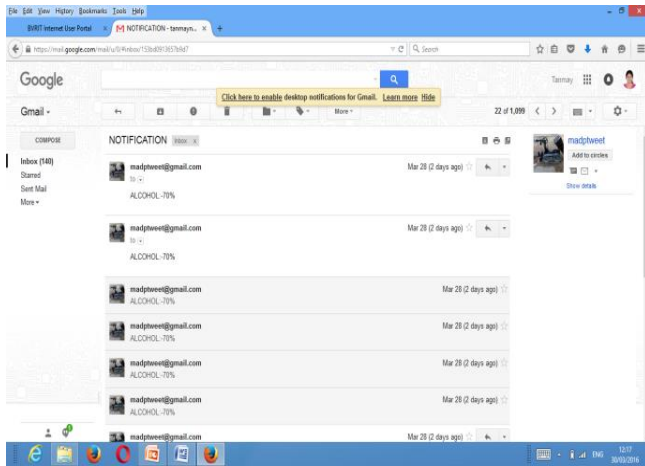 File Edit View History Bookmarks Tools Help
BVRIT Internet User Portal × NOTIFICATION - tanmayn... × +
Search
Google
Tanmay
Click here to enable desktop notifications for Gmail. Learn more Hide
Gmail
More
22 of 1,099
COMPOSE
NOTIFICATION Inbox x
madptweet
Add to circles
Show details
Inbox (140)
Starred
Sent Mail
More
madptweet@gmail.com Mar 28 (2 days ago)
to
ALCOHOL:-70%
madptweet@gmail.com Mar 28 (2 days ago)
to
ALCOHOL:-70%
madptweet@gmail.com Mar 28 (2 days ago)
ALCOHOL:-70%
madptweet@gmail.com Mar 28 (2 days ago)
ALCOHOL:-70%
madptweet@gmail.com Mar 28 (2 days ago)
ALCOHOL:-70%
madptweet@gmail.com Mar 28 (2 days ago)
ALCOHOL:-70%
madptweet@gmail.com Mar 28 (2 days ago)
ENG
12:17
30/03/2016